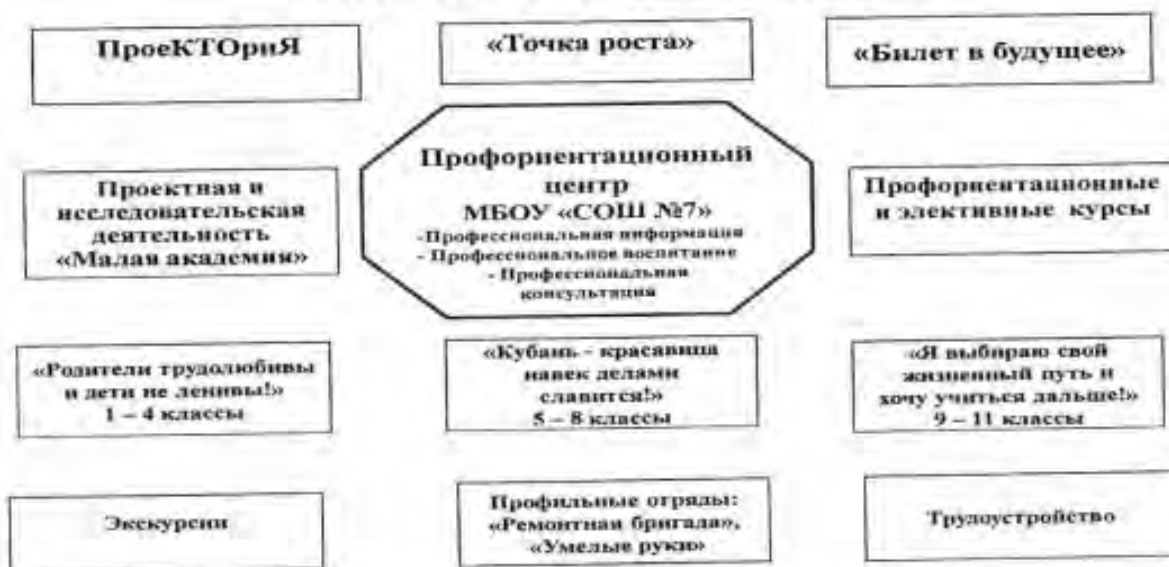 ПроеКТОриЯ
«Точка роста»
«Билет в будущее»
Профориентационный
центр
МБОУ «СОШ №7»
-Профессиональная информация
- Профессиональное воспитание
- Профессиональная
консультация
Проектная и
исследовательская
деятельность
«Малая академия»
Профориентационные
и элективные курсы
«Родители трудолюбивы
и дети не ленивы!»
1 – 4 классы
«Кубань - красавица
навек делами
славится!»
5 – 8 классы
«Я выбираю свой
жизненный путь и
хочу учиться дальше!»
9 – 11 классы
Экскурсии
Профильные отряды:
«Ремонтная бригада»,
«Умелые руки»
Трудоустройство